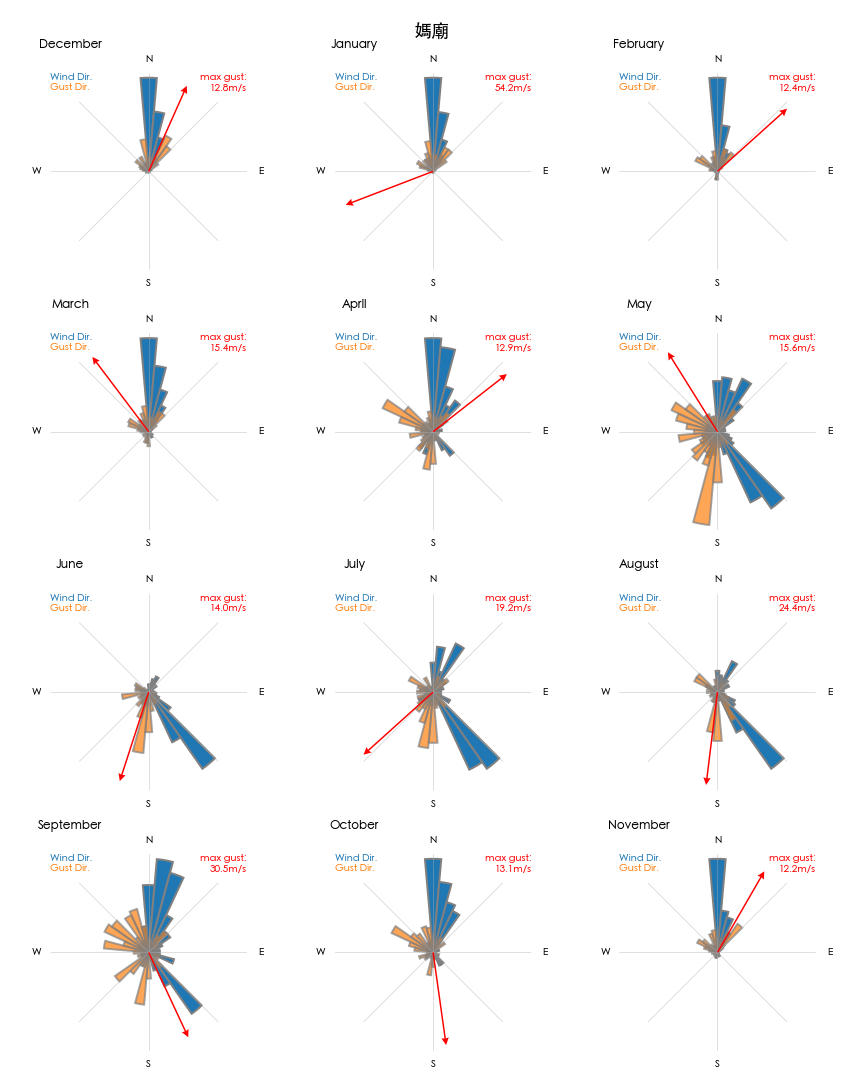 媽廟
December
N
Wind Dir.
Gust Dir.
max gust:
12.8m/s
W
E
S
January
N
Wind Dir.
Gust Dir.
max gust:
54.2m/s
W
E
S
February
N
Wind Dir.
Gust Dir.
max gust:
12.4m/s
W
E
S
March
N
Wind Dir.
Gust Dir.
max gust:
15.4m/s
W
E
S
April
N
Wind Dir.
Gust Dir.
max gust:
12.9m/s
W
E
S
May
N
Wind Dir.
Gust Dir.
max gust:
15.6m/s
W
E
S
June
N
Wind Dir.
Gust Dir.
max gust:
14.0m/s
W
E
S
July
N
Wind Dir.
Gust Dir.
max gust:
19.2m/s
W
E
S
August
N
Wind Dir.
Gust Dir.
max gust:
24.4m/s
W
E
S
September
N
Wind Dir.
Gust Dir.
max gust:
30.5m/s
W
E
S
October
N
Wind Dir.
Gust Dir.
max gust:
13.1m/s
W
E
S
November
N
Wind Dir.
Gust Dir.
max gust:
12.2m/s
W
E
S